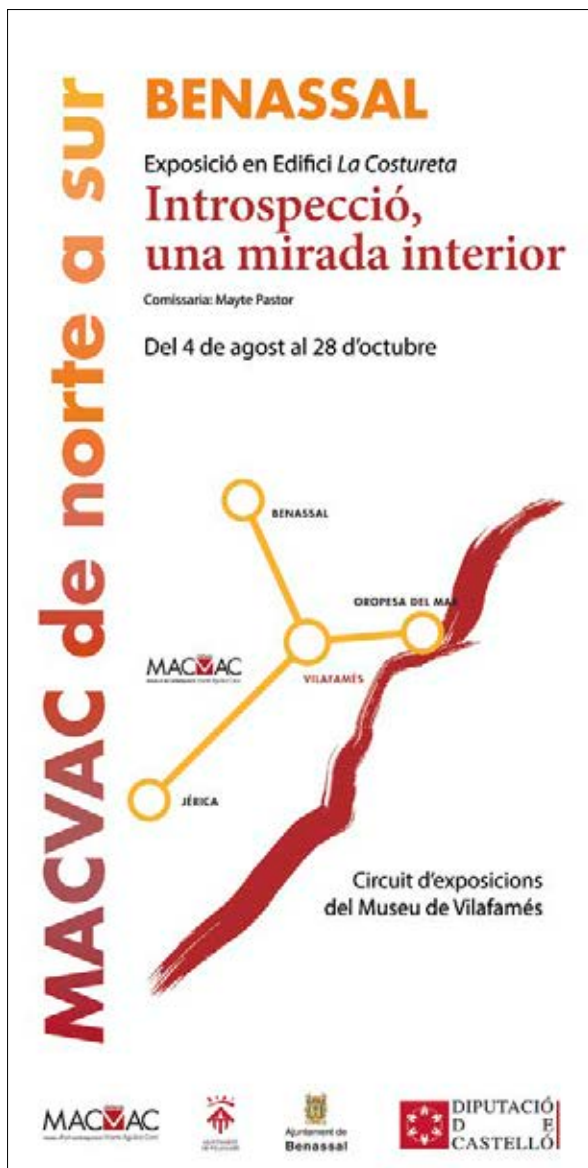 MACVAC de norte a sur
BENASSAL
Exposició en Edifici La Costureta
Introspecció,
una mirada interior
Comissaria: Mayte Pastor
Del 4 de agost al 28 d'octubre
BENASSAL
OROPESA DEL MAR
MACVAC
VILAFAMÉS
JÉRICA
Circuit d'exposicions
del Museu de Vilafamés
MACVAC
Ajuntament de
Benassal
DIPUTACIÓ
D E
CASTELLÓ